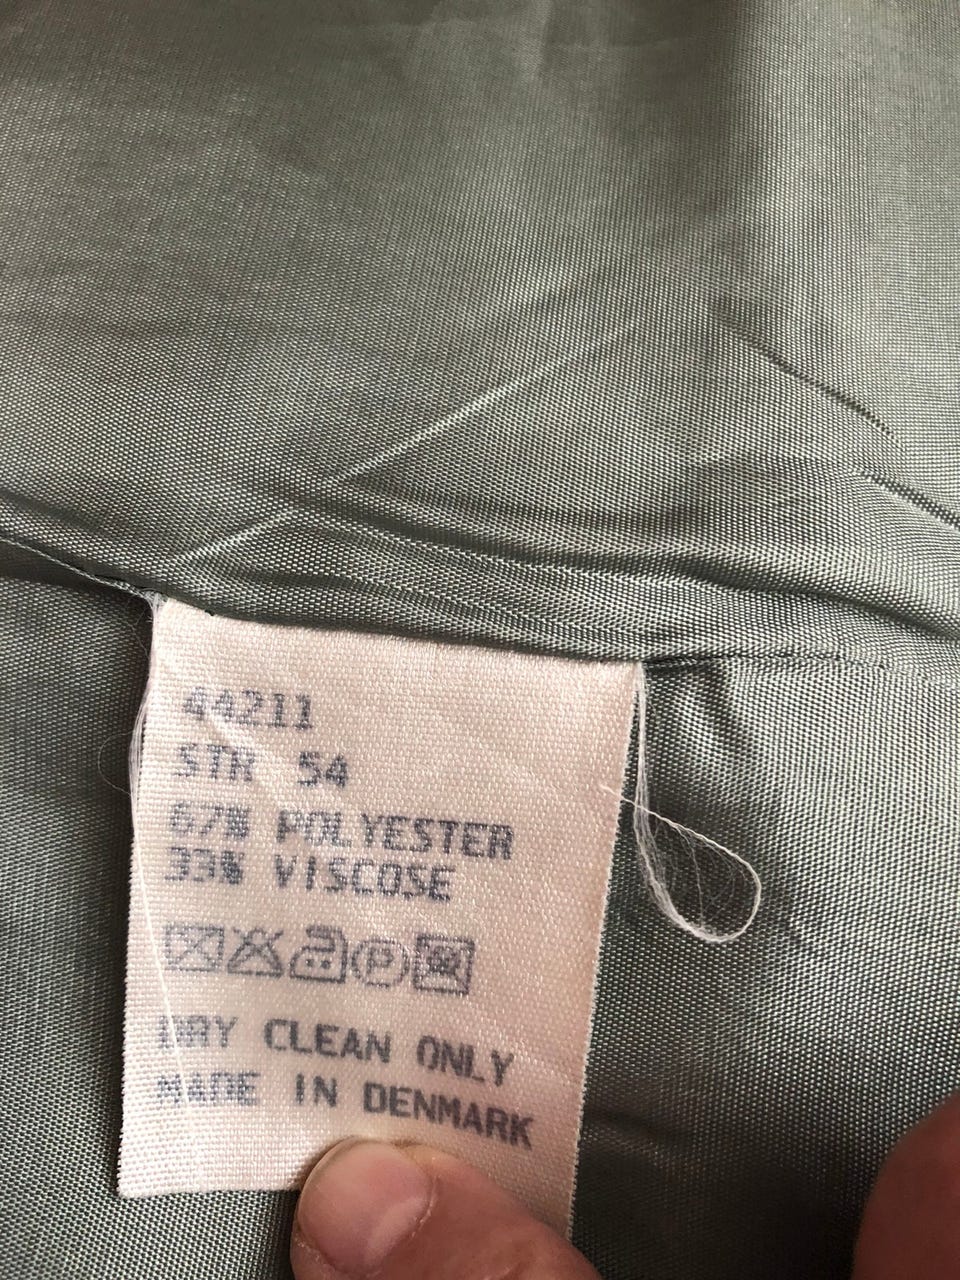 44211
STR 54
67% POLYESTER
33% VISCOSE
P
DRY CLEAN ONLY
MADE IN DENMARK